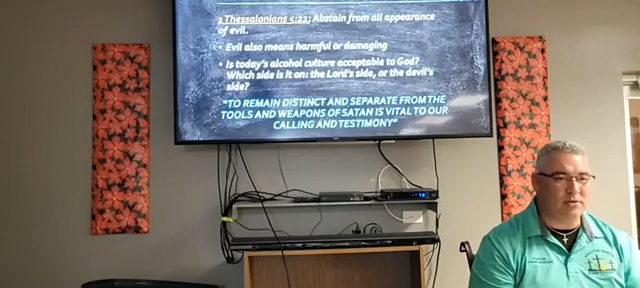 1 Thessalonians 5:22; Abstain from all appearance
of evil.
• Evil also means harmful or damaging
• Is today's alcohol culture acceptable to God?
Which side is it on: the Lord's side, or the devil's
side?
"TO REMAIN DISTINCT AND SEPARATE FROM THE
TOOLS AND WEAPONS OF SATAN IS VITAL TO OUR
CALLING AND TESTIMONY"